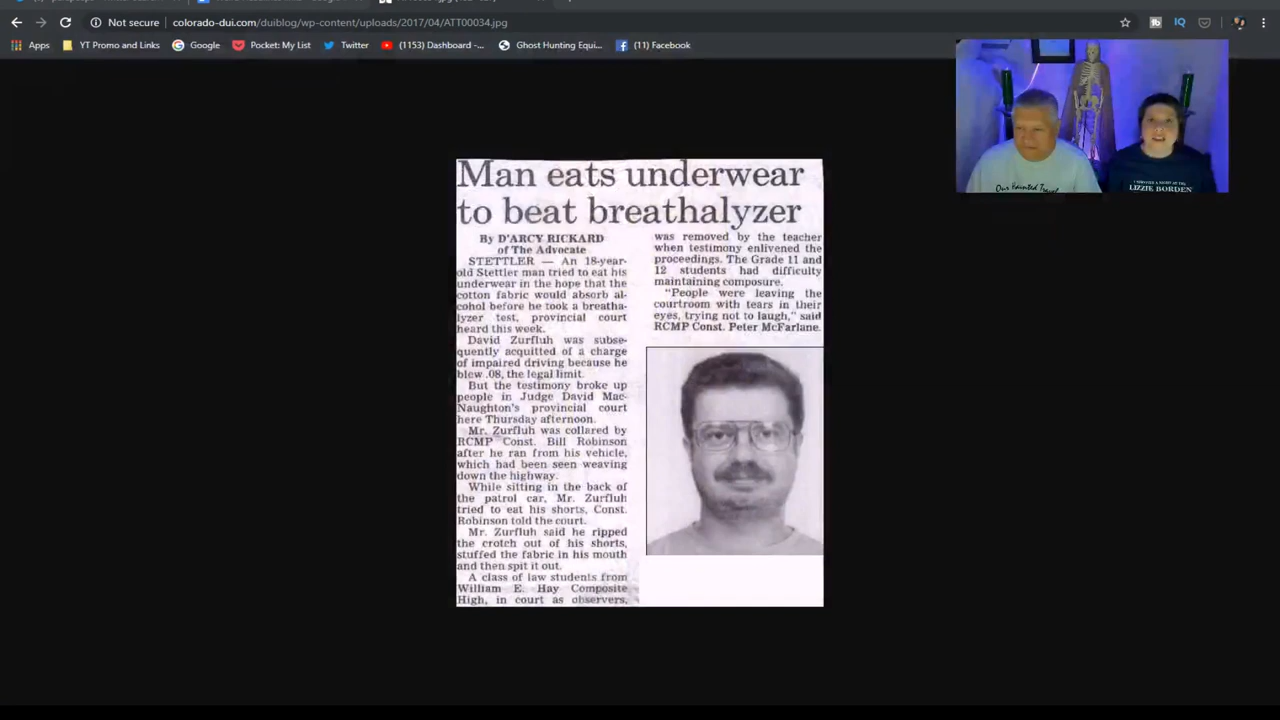 Not secure
colorado-dui.com/duiblog/wp-content/uploads/2017/04/ATT00034.jpg
Apps
YT Promo and Links
Google
Pocket: My List
Twitter
(1153) Dashboard -...
Ghost Hunting Equi...
(11) Facebook
Our Haunted Travel
LIZZIE BORDEN
Man eats underwear
to beat breathalyzer
By D'ARCY RICKARD
of The Advocate
STETTLER — An 18-year-
old Stettler man tried to eat his
underwear in the hope that the
cotton fabric would absorb al-
cohol before he took a breatha-
lyzer test, provincial court
heard this week.
David Zurfluh was subse-
quently acquitted of a charge
of impaired driving because he
blew .08, the legal limit.
But the testimony broke up
people in Judge David Mac-
Naughton's provincial court
here Thursday afternoon.
Mr. Zurfluh was collared by
RCMP Const. Bill Robinson
after he ran from his vehicle,
which had been seen weaving
down the highway.
While sitting in the back of
the patrol car, Mr. Zurfluh
tried to eat his shorts, Const.
Robinson told the court.
Mr. Zurfluh said he ripped
the crotch out of his shorts,
stuffed the fabric in his mouth
and then spit it out.
A class of law students from
William E. Hay Composite
High, in court as observers,
was removed by the teacher
when testimony enlivened the
proceedings. The Grade 11 and
12 students had difficulty
maintaining composure.
"People were leaving the
courtroom with tears in their
eyes, trying not to laugh," said
RCMP Const. Peter McFarlane.